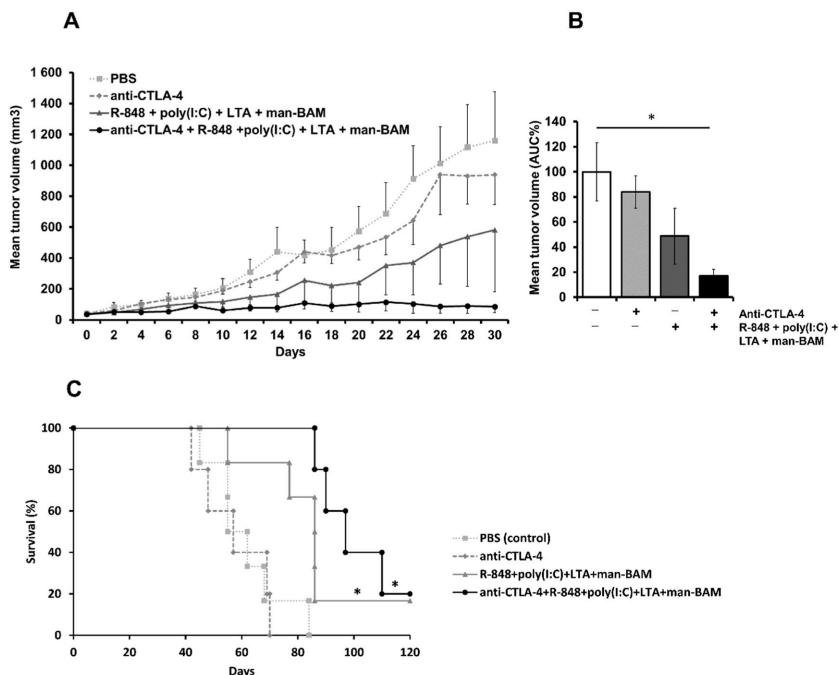 A
Mean tumor volume (mm3)
1 600
1 400
1 200
1 000
800
600
400
200
0
PBS
anti-CTLA-4
R-848 + poly(I:C) + LTA + man-BAM
anti-CTLA-4 + R-848 +poly(I:C) + LTA + man-BAM
0 2 4 6 8 10 12 14 16 18 20 22 24 26 28 30
Days
B
Mean tumor volume (AUC%)
140
120
100
80
60
40
20
0
*
− + − + Anti-CTLA-4
− − + + R-848 + poly(I:C) +
LTA + man-BAM
C
Survival (%)
100
80
60
40
20
0
* *
0 20 40 60 80 100 120
Days
PBS (control)
anti-CTLA-4
R-848+poly(I:C)+LTA+man-BAM
anti-CTLA-4+R-848+poly(I:C)+LTA+man-BAM